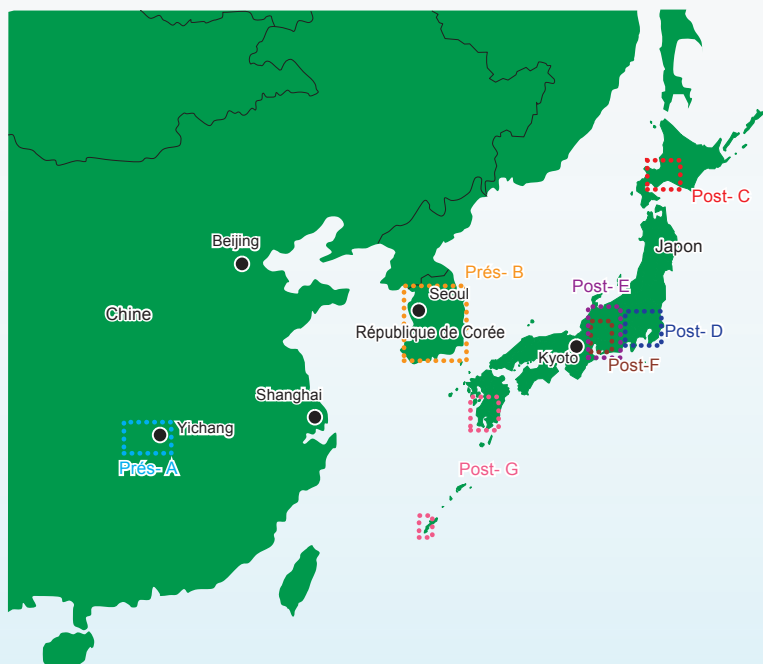 Post- C
Beijing
Japon
Prés- B
Post- E
Seoul
Chine
République de Corée
Post- D
Kyoto
Post-F
Shanghai
Yichang
Prés- A
Post- G